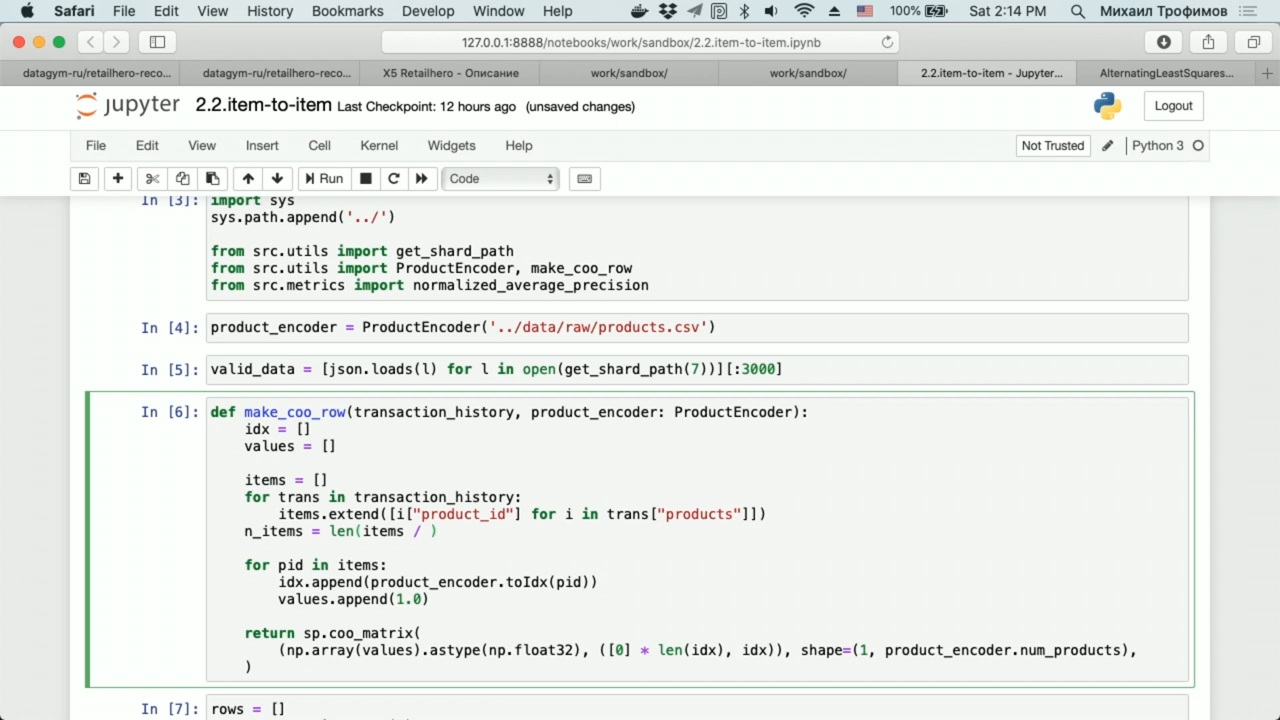 Safari File Edit View History Bookmarks Develop Window Help 100% Sat 2:14 PM Михаил Трофимов
127.0.0.1:8888/notebooks/work/sandbox/2.2.item-to-item.ipynb
datagym-ru/retailhero-reco... datagym-ru/retailhero-reco... X5 Retailhero - Описание work/sandbox/ work/sandbox/ 2.2.item-to-item - Jupyter... AlternatingLeastSquares...
jupyter 2.2.item-to-item Last Checkpoint: 12 hours ago (unsaved changes) Logout
File Edit View Insert Cell Kernel Widgets Help Not Trusted Python 3
Run Code
In [3]: import sys
sys.path.append('../')
from src.utils import get_shard_path
from src.utils import ProductEncoder, make_coo_row
from src.metrics import normalized_average_precision
In [4]: product_encoder = ProductEncoder('../data/raw/products.csv')
In [5]: valid_data = [json.loads(l) for l in open(get_shard_path(7))][:3000]
In [6]: def make_coo_row(transaction_history, product_encoder: ProductEncoder):
idx = []
values = []
items = []
for trans in transaction_history:
items.extend([i["product_id"] for i in trans["products"]])
n_items = len(items / )
for pid in items:
idx.append(product_encoder.toIdx(pid))
values.append(1.0)
return sp.coo_matrix(
(np.array(values).astype(np.float32), ([0] * len(idx), idx)), shape=(1, product_encoder.num_products),
)
In [7]: rows = []